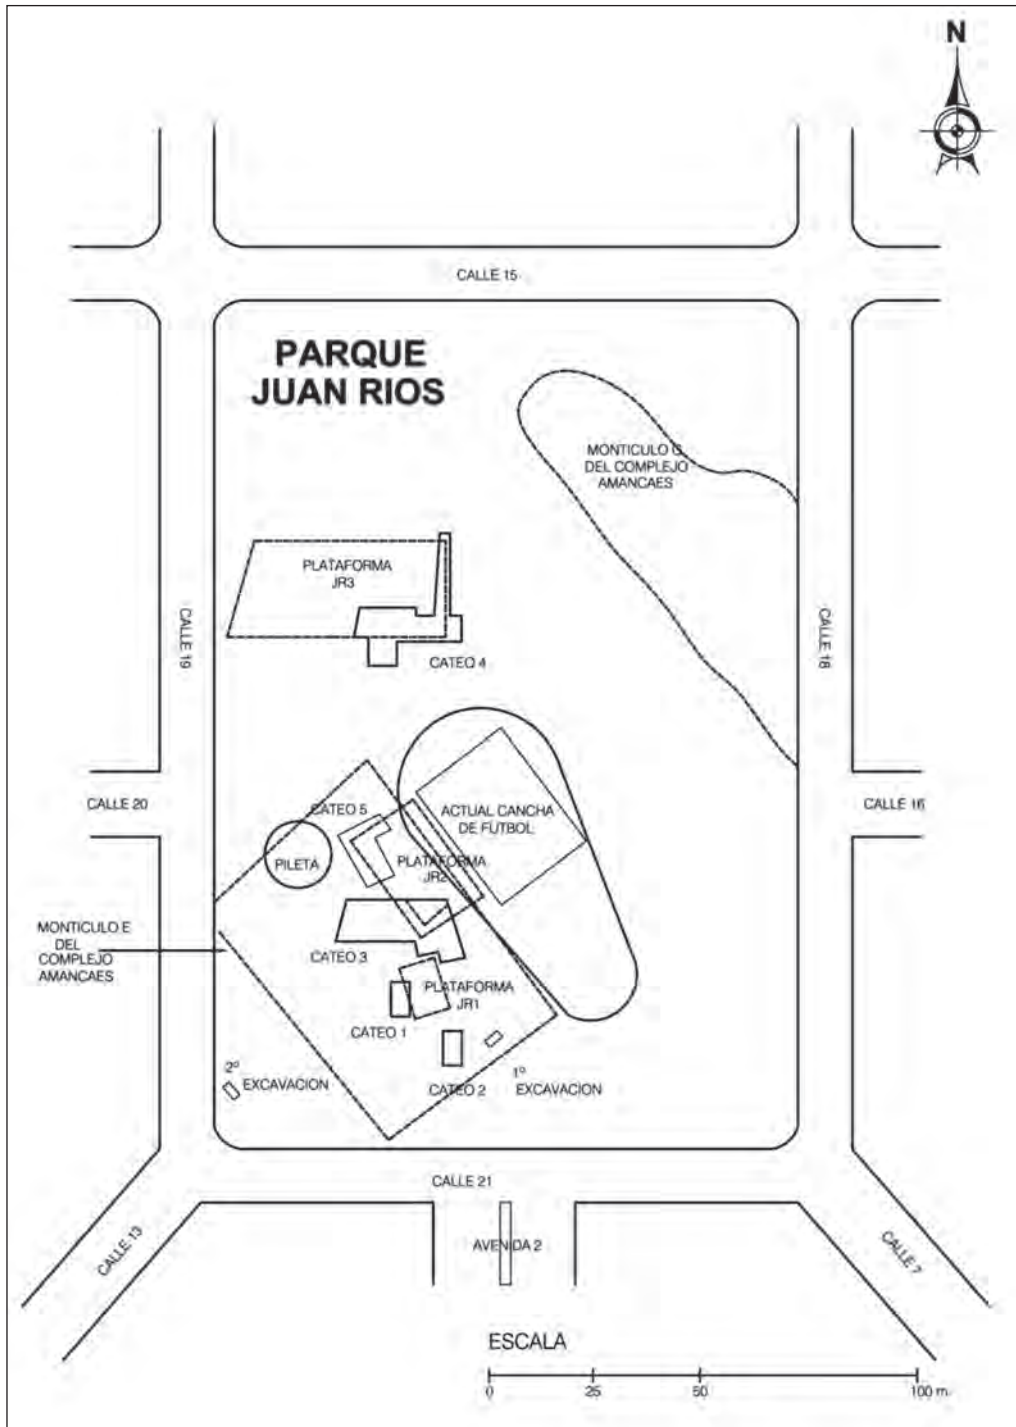 N
CALLE 15
PARQUE
JUAN RIOS
MONTICULO G
DEL COMPLEJO
AMANCAES
PLATAFORMA
JR3
CALLE 19
CALLE 18
CATEO 4
CALLE 20
CATEO 5
ACTUAL CANCHA
DE FUTBOL
CALLE 16
PILETA
PLATAFORMA
JR2
MONTICULO E
DEL
COMPLEJO
AMANCAES
CATEO 3
PLATAFORMA
JR1
CATEO 1
2º
EXCAVACION
CATEO 2
1º
EXCAVACION
CALLE 21
CALLE 13
AVENIDA 2
CALLE 7
ESCALA
0 25 50 100 m.